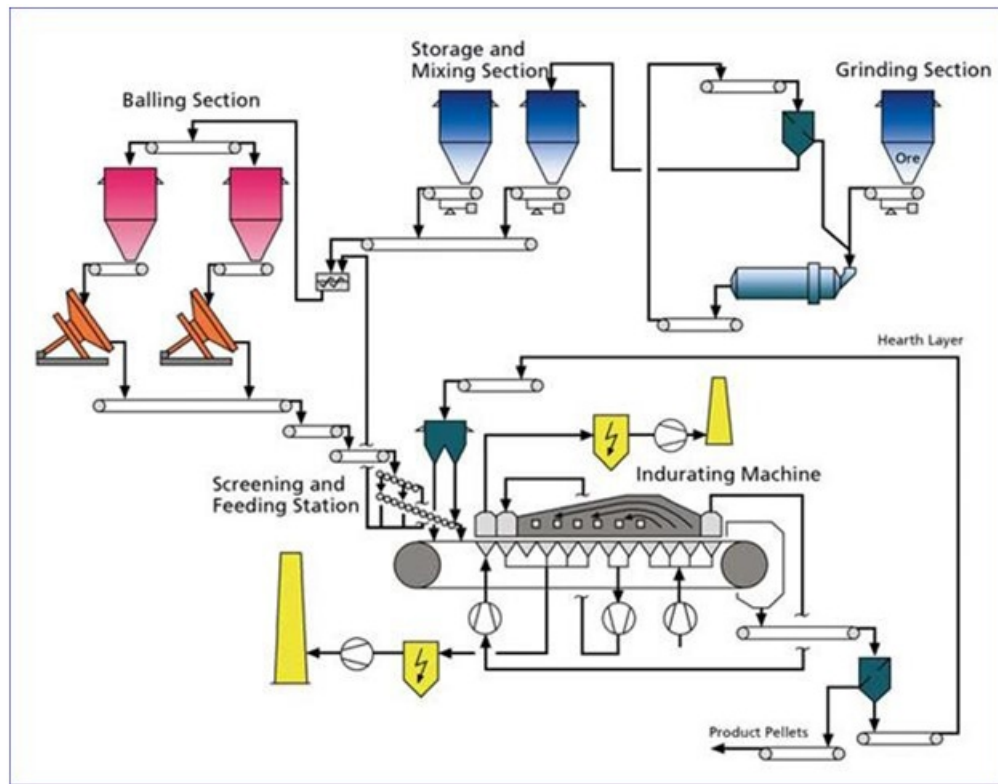 Storage and
Mixing Section
Grinding Section
Balling Section
Ore
Hearth Layer
Indurating Machine
Screening and
Feeding Station
Product Pellets